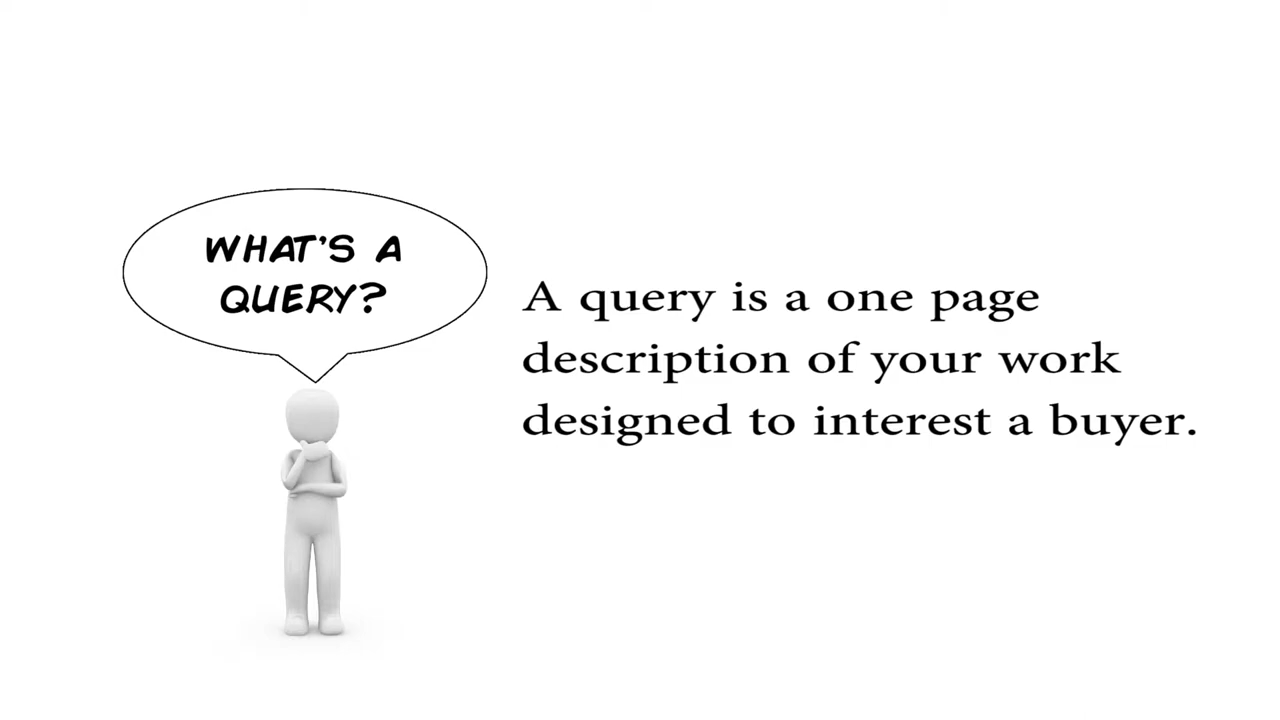 WHAT'S A
QUERY?
A query is a one page
description of your work
designed to interest a buyer.